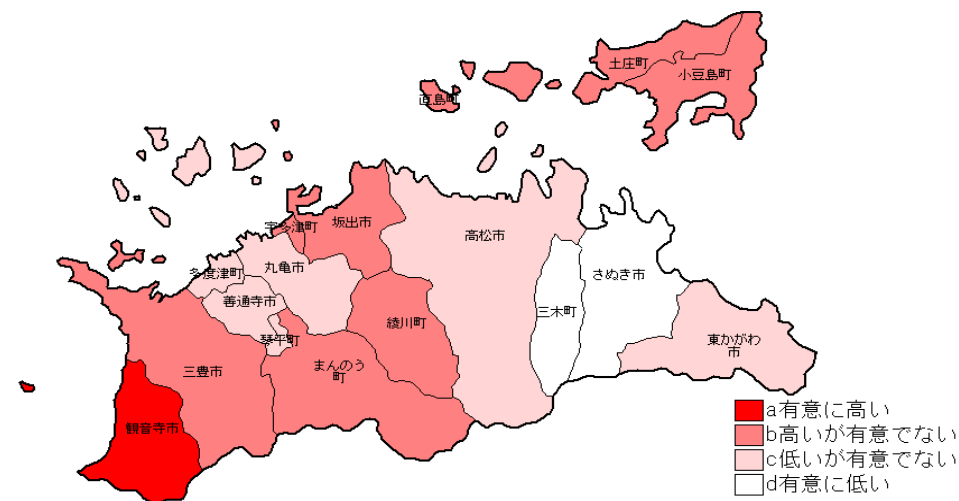 土庄町
小豆島町
直島町
宇多津町
坂出市
高松市
多度津町
丸亀市
さぬき市
善通寺市
三木町
綾川町
琴平町
東かがわ
市
三豊市
まんのう
町
観音寺市
a有意に高い
b高いが有意でない
c低いが有意でない
d有意に低い